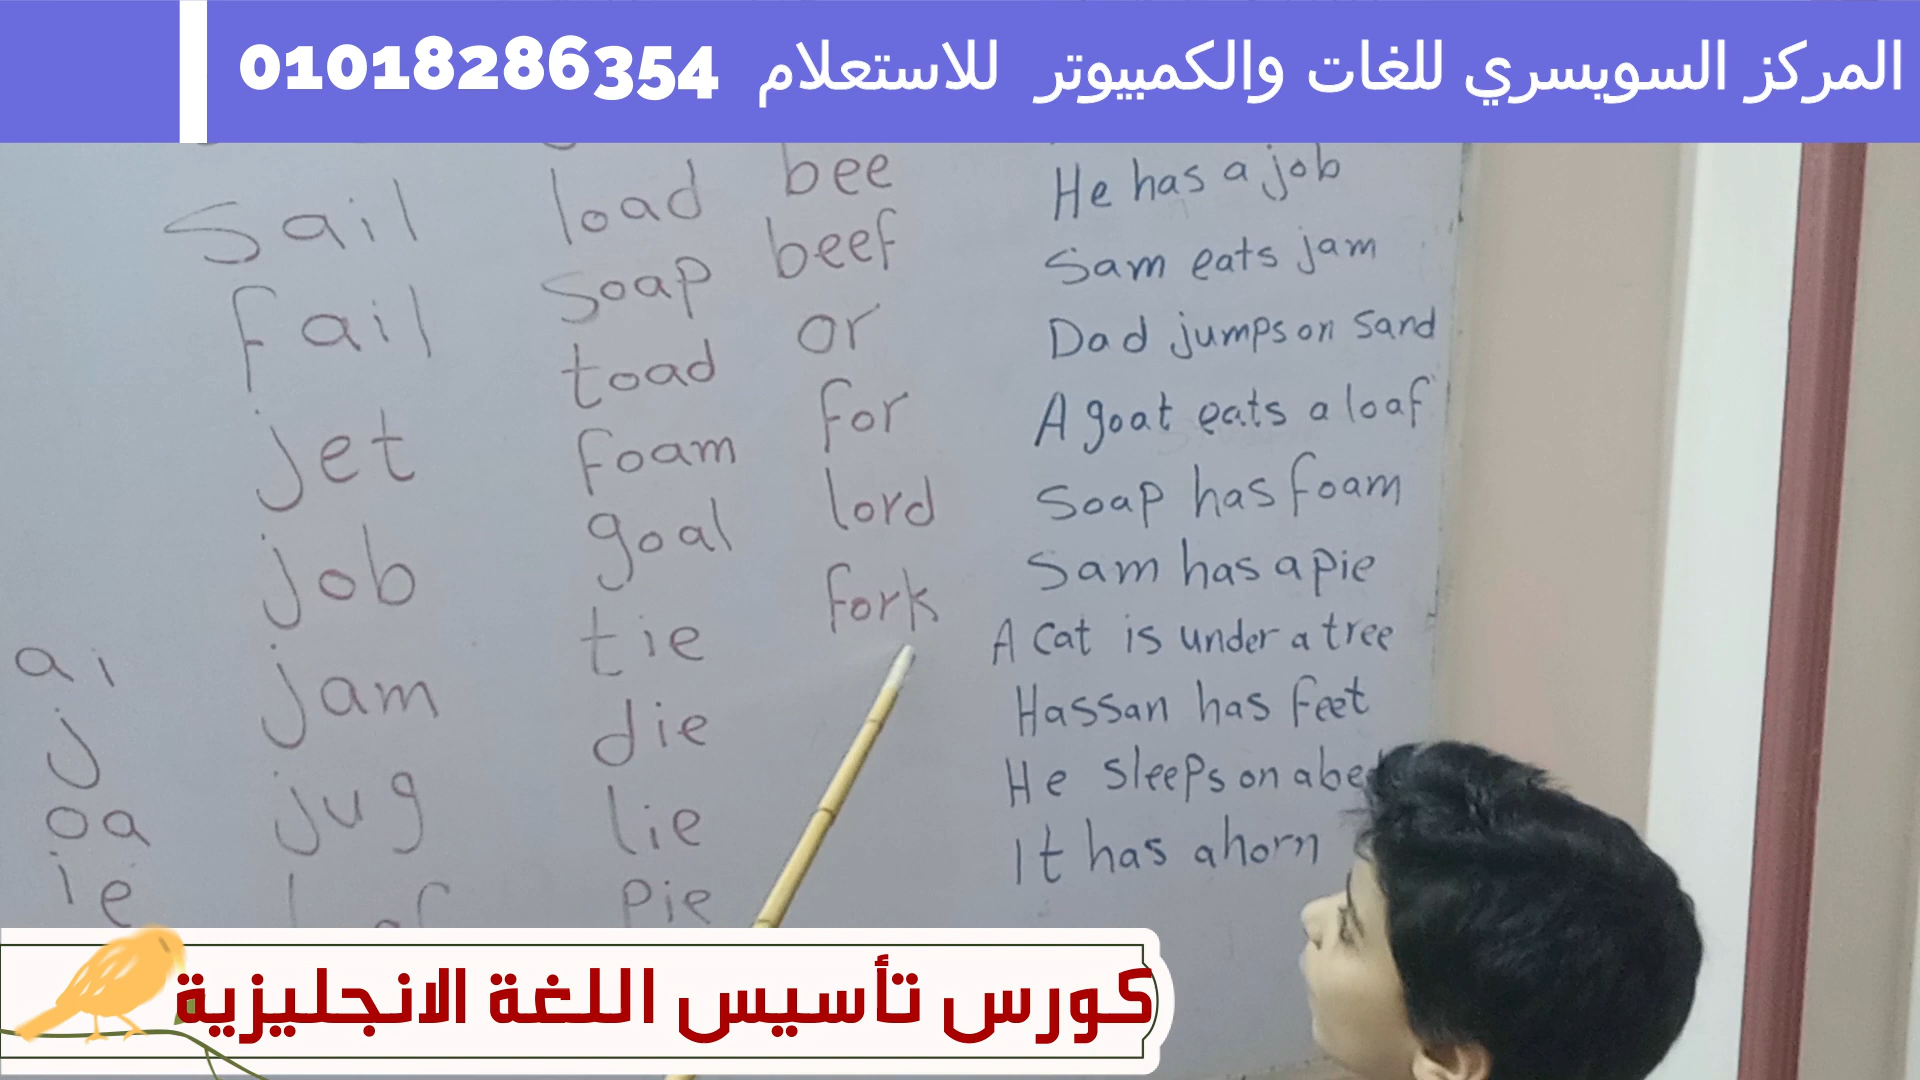 المركز السويسري للغات والكمبيوتر للاستعلام 01018286354
sail
fail
jet
job
jam
jug
ai
j
oa
ie
load
soap
toad
foam
goal
tie
die
lie
pie
bee
beef
or
for
lord
fork
He has a job
Sam eats jam
Dad jumps on sand
A goat eats a loaf
Soap has foam
Sam has a pie
A cat is under a tree
Hassan has feet
He sleeps on a bed
It has a horn
كورس تأسيس اللغة الانجليزية